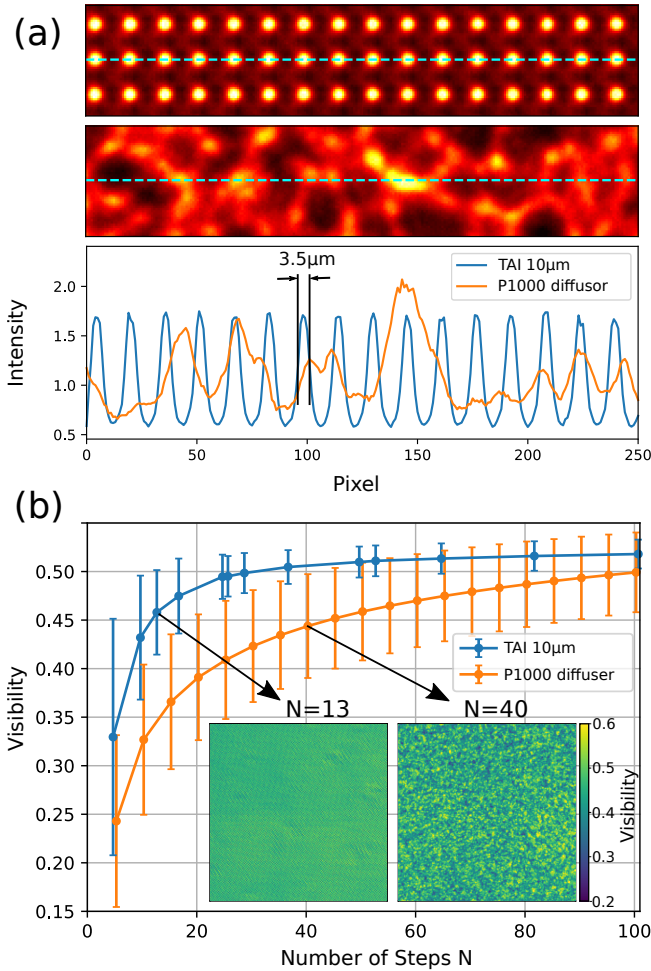 (a)
3.5μm
TAI 10μm
P1000 diffusor
Intensity
2.0
1.5
1.0
0.5
0
50
100
150
200
250
Pixel
(b)
Visibility
0.50
0.45
0.40
0.35
0.30
0.25
0.20
0.15
TAI 10μm
P1000 diffuser
N=13
N=40
0.6
0.5
0.4
0.3
0.2
Visibility
0
20
40
60
80
100
Number of Steps N